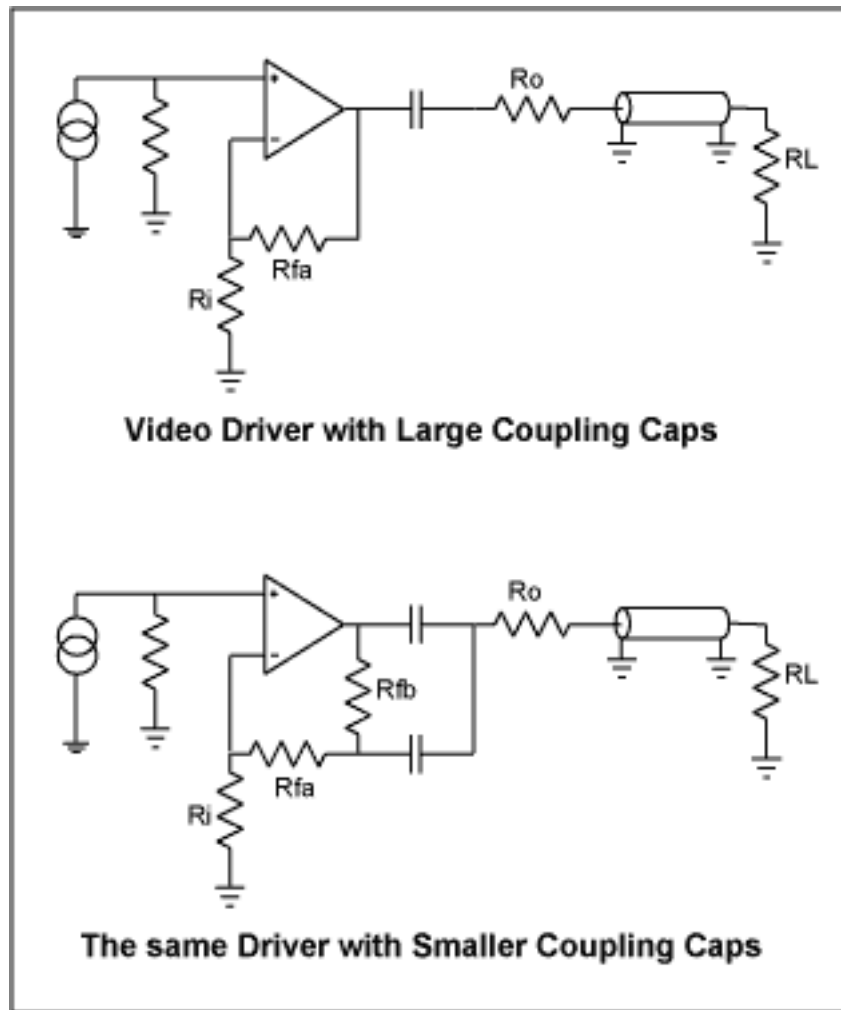 +
Ro
-
RL
Rfa
Ri
Video Driver with Large Coupling Caps
+
Ro
-
Rfb
RL
Rfa
Ri
The same Driver with Smaller Coupling Caps